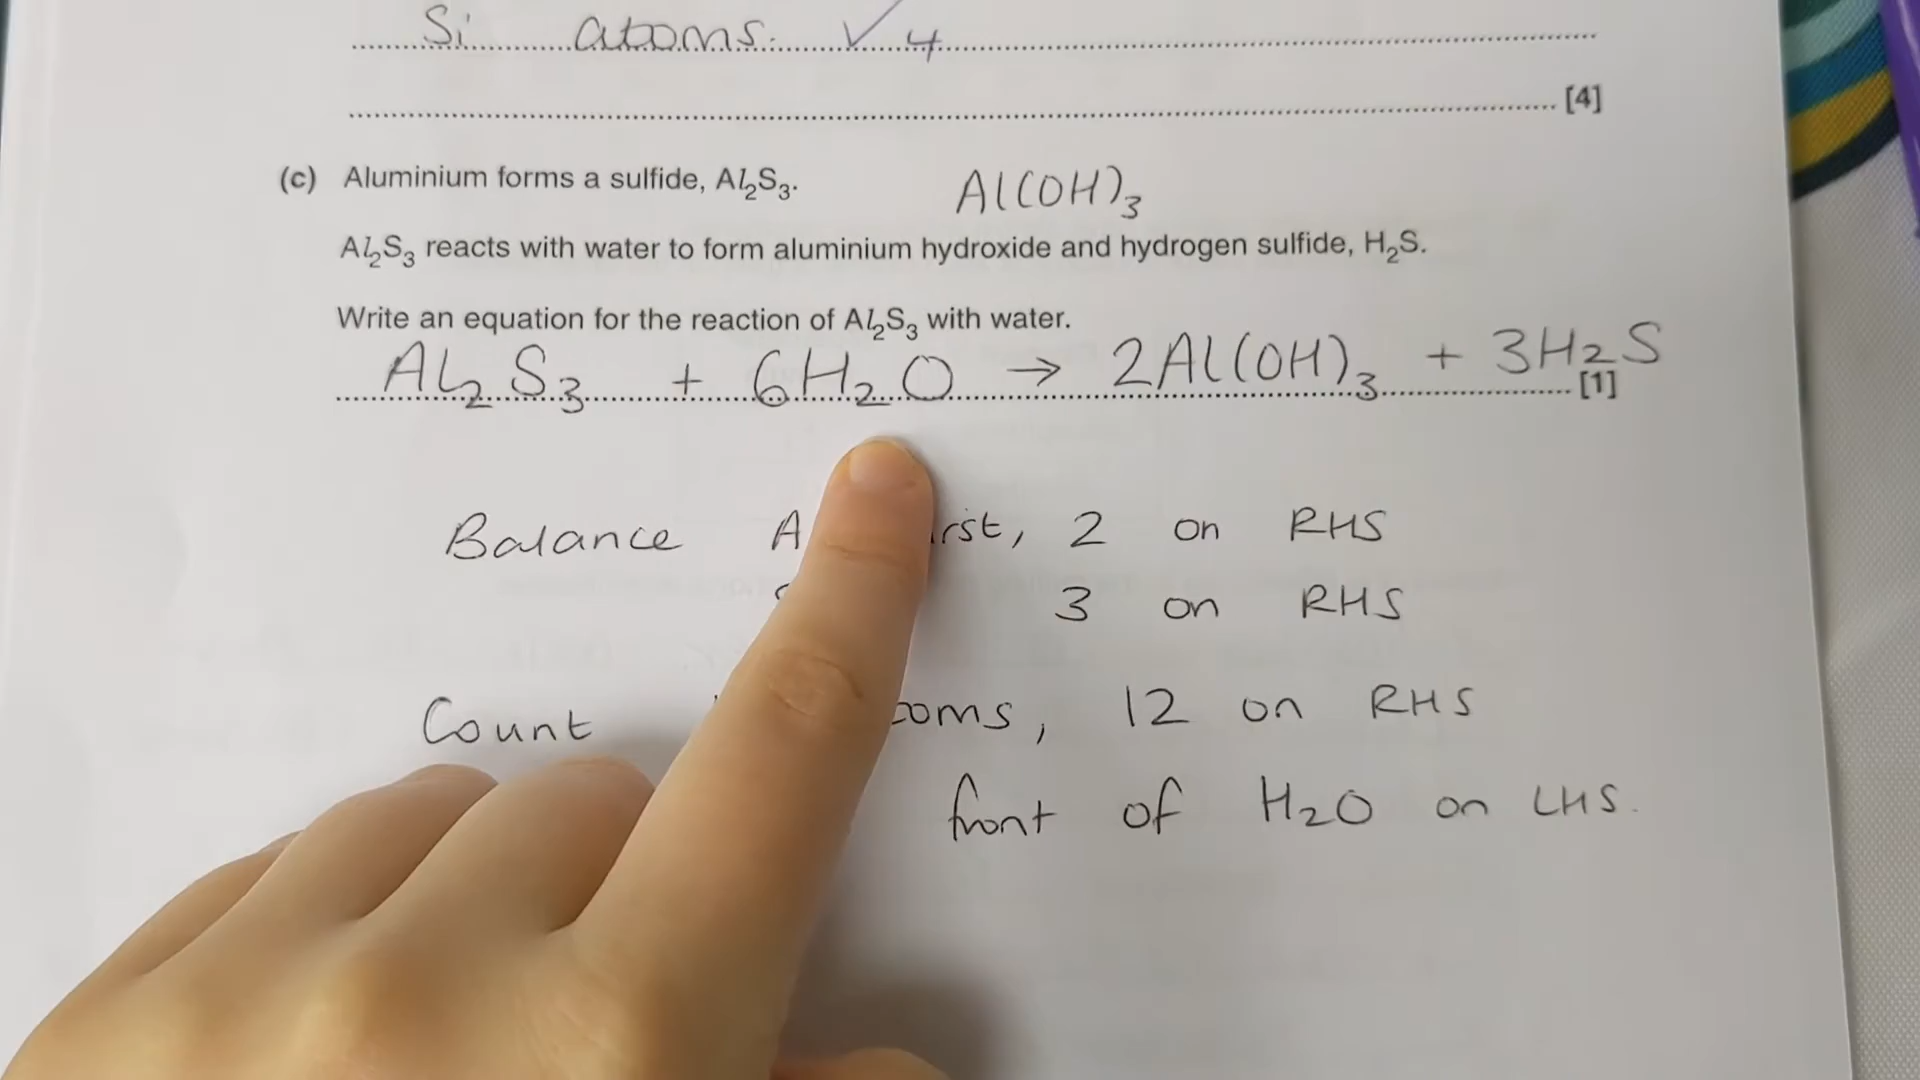 Si atoms. ✓4
[4]
(c) Aluminium forms a sulfide, Al₂S₃.
Al(OH)₃
Al₂S₃ reacts with water to form aluminium hydroxide and hydrogen sulfide, H₂S.
Write an equation for the reaction of Al₂S₃ with water.
Al₂S₃ + 6H₂O → 2Al(OH)₃ + 3H₂S
[1]
Balance 2 on RHS
3 on RHS
Count 12 on RHS
front of H₂O on LHS.